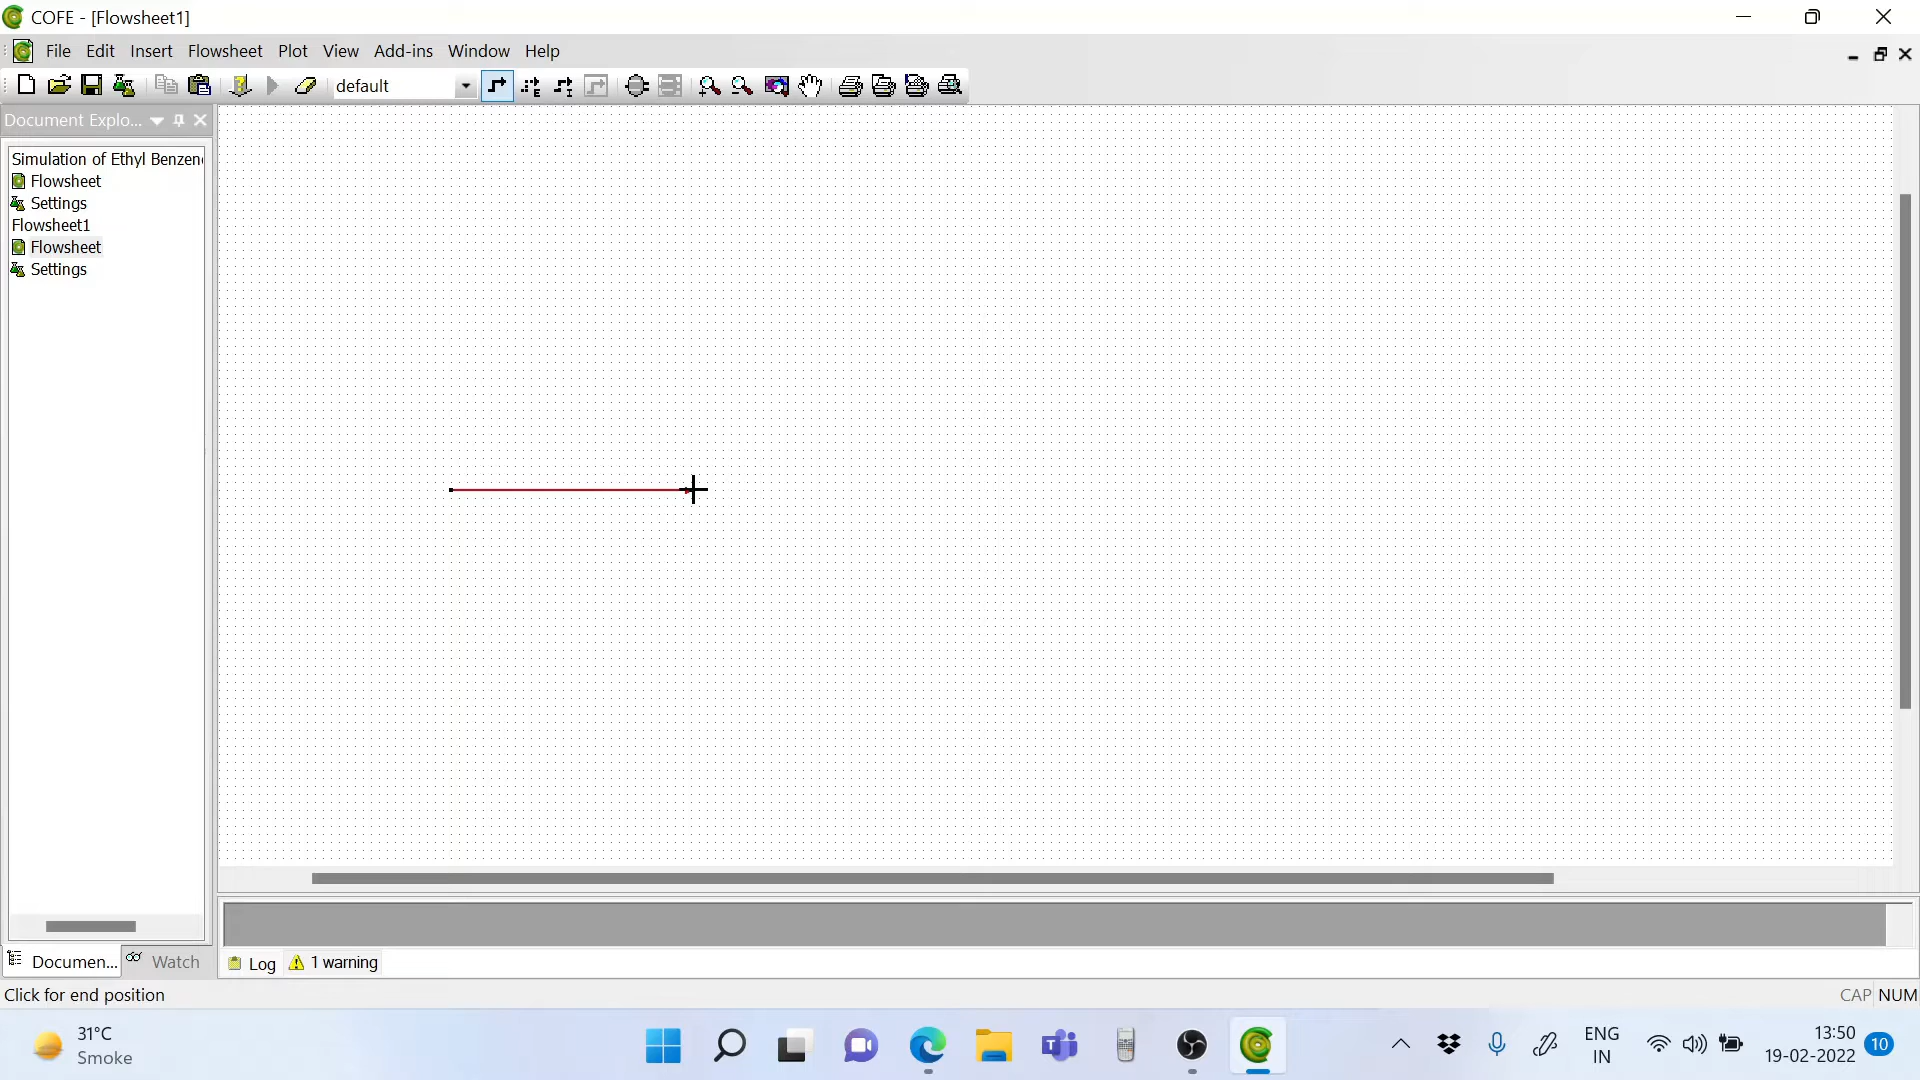 COFE - [Flowsheet1]
File Edit Insert Flowsheet Plot View Add-ins Window Help
default
Document Explo...
Simulation of Ethyl Benzen
Flowsheet
Settings
Flowsheet1
Flowsheet
Settings
Documen... Watch
Log 1 warning
Click for end position
CAP NUM
31°C
Smoke
ENG
IN
13:50
19-02-2022
10